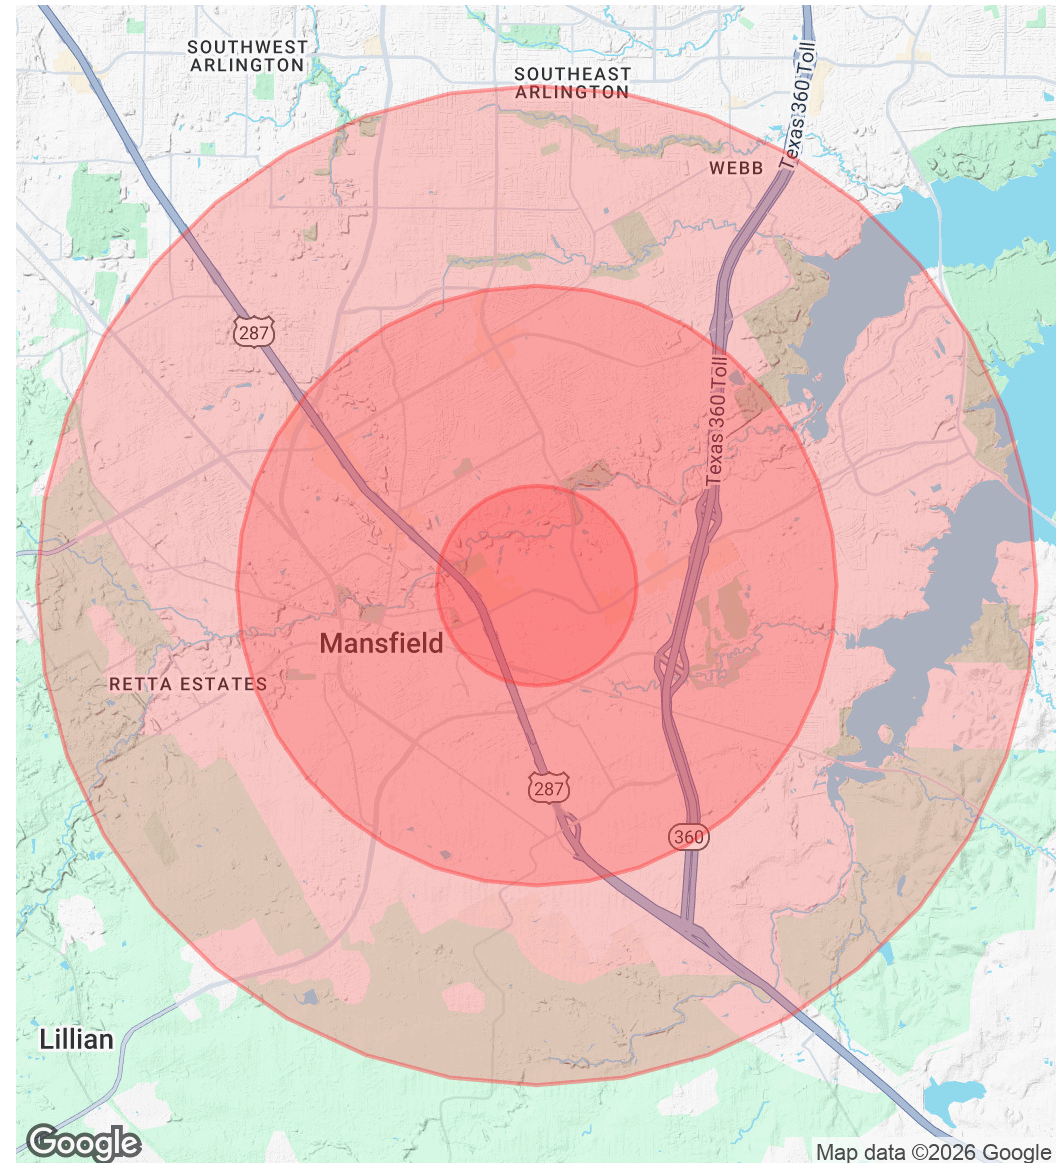 SOUTHWEST
ARLINGTON
SOUTHEAST
ARLINGTON
Texas 360 Toll
WEBB
287
Texas 360 Toll
Mansfield
RETTA ESTATES
287
360
Lillian
Google
Map data ©2026 Google